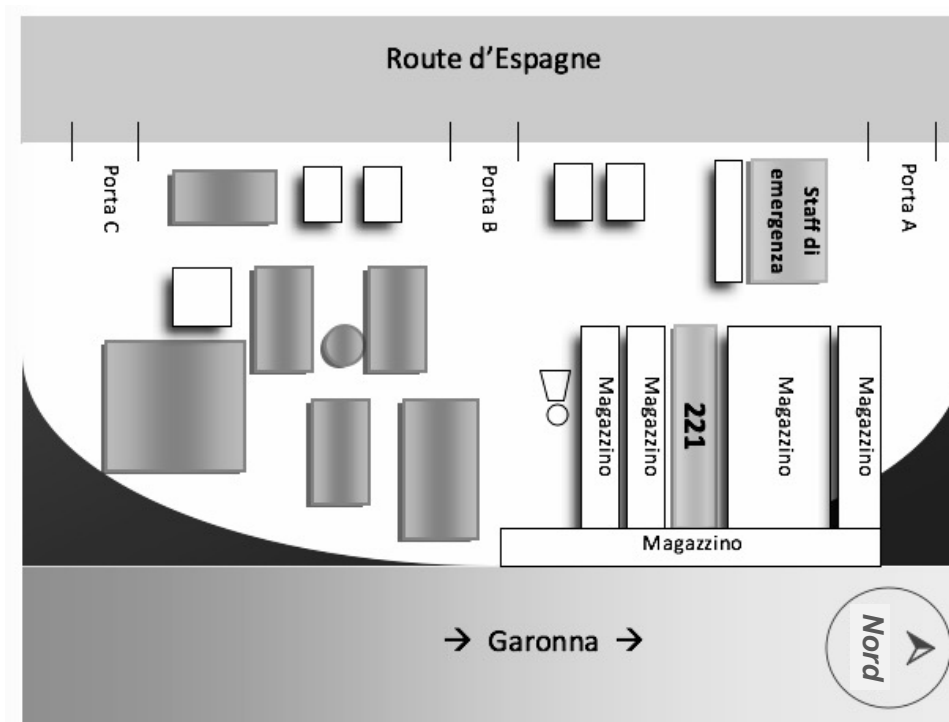 Route d'Espagne
Porta C
Porta B
Staff di
emergenza
Porta A
Magazzino
Magazzino
221
Magazzino
Magazzino
Magazzino
→ Garonna →
Nord